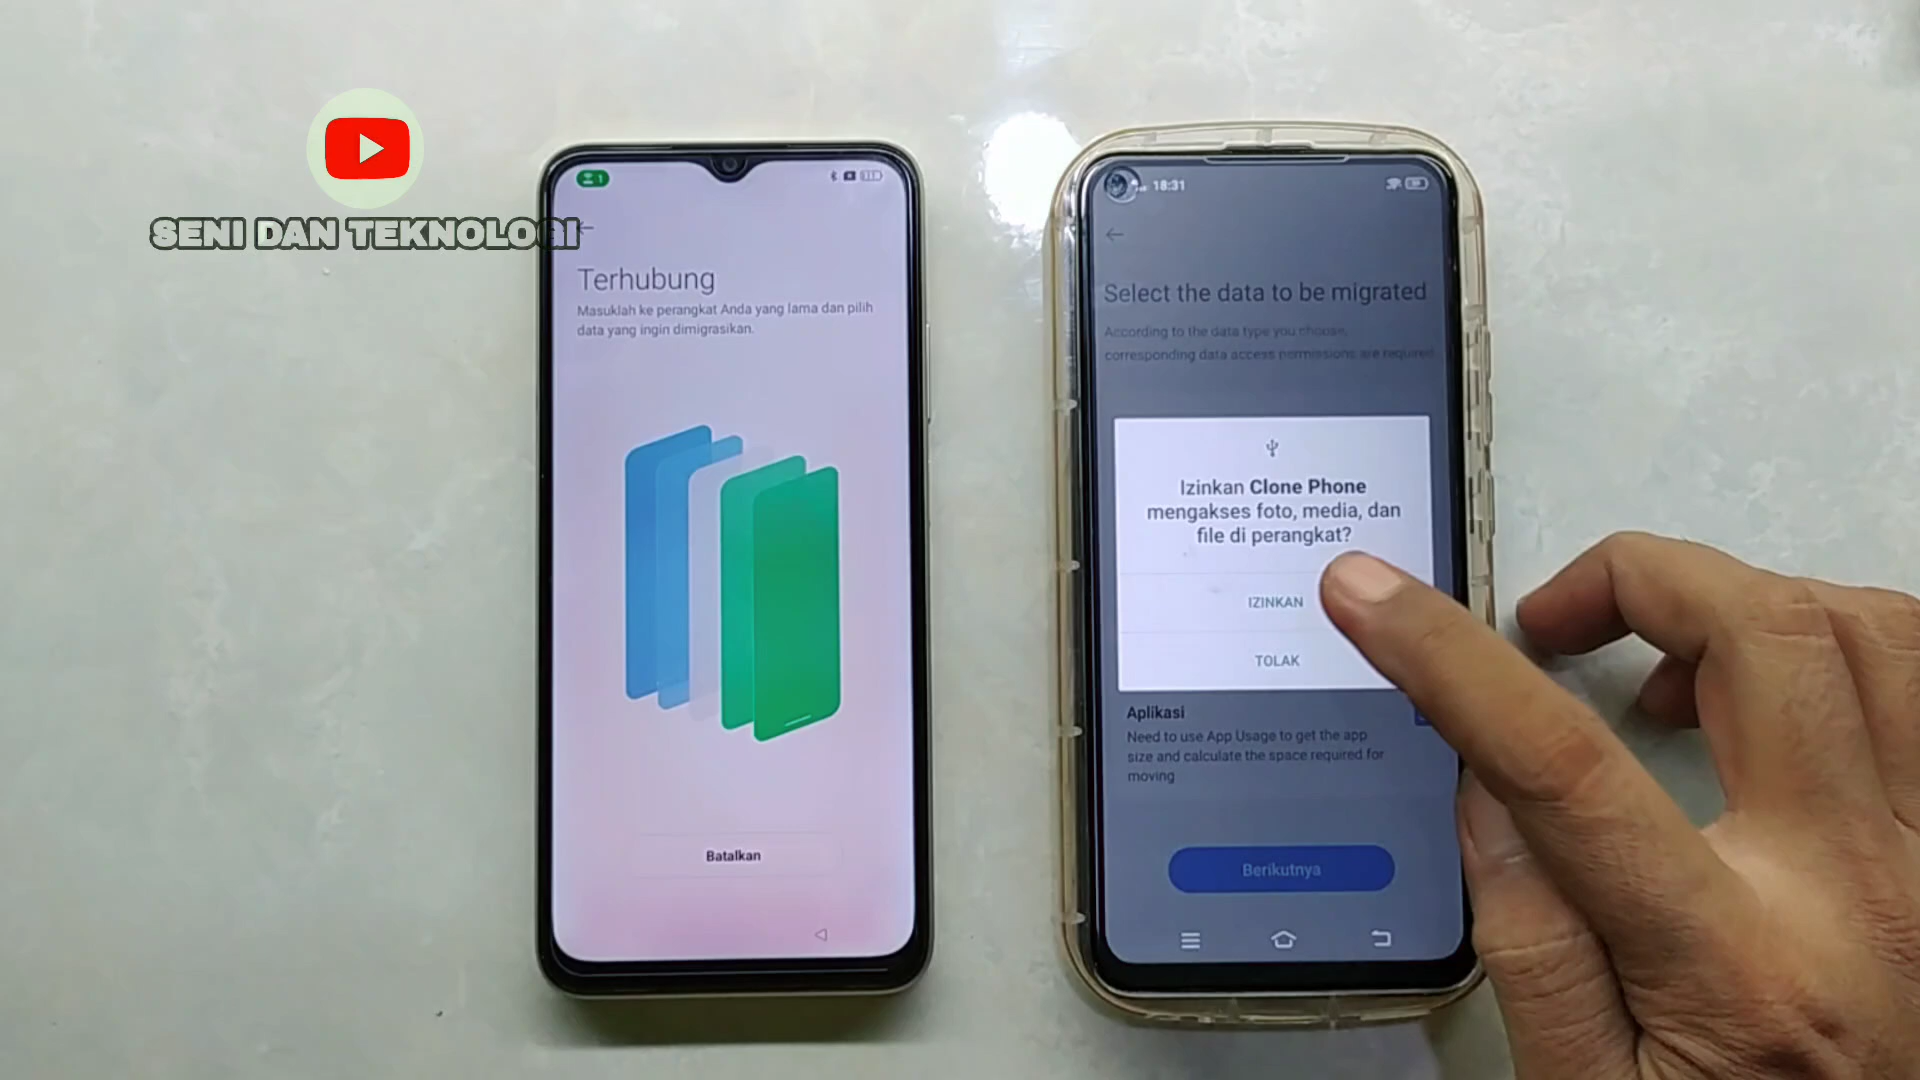 SENI DAN TEKNOLOGI
1
Terhubung
Masuklah ke perangkat Anda yang lama dan pilih
data yang ingin dimigrasikan.
Batalkan
18:31
Select the data to be migrated
According to the data type you choose,
corresponding data access permissions are required
Izinkan Clone Phone
mengakses foto, media, dan
file di perangkat?
IZINKAN
TOLAK
Aplikasi
Need to use App Usage to get the app
size and calculate the space required for
moving
Berikutnya